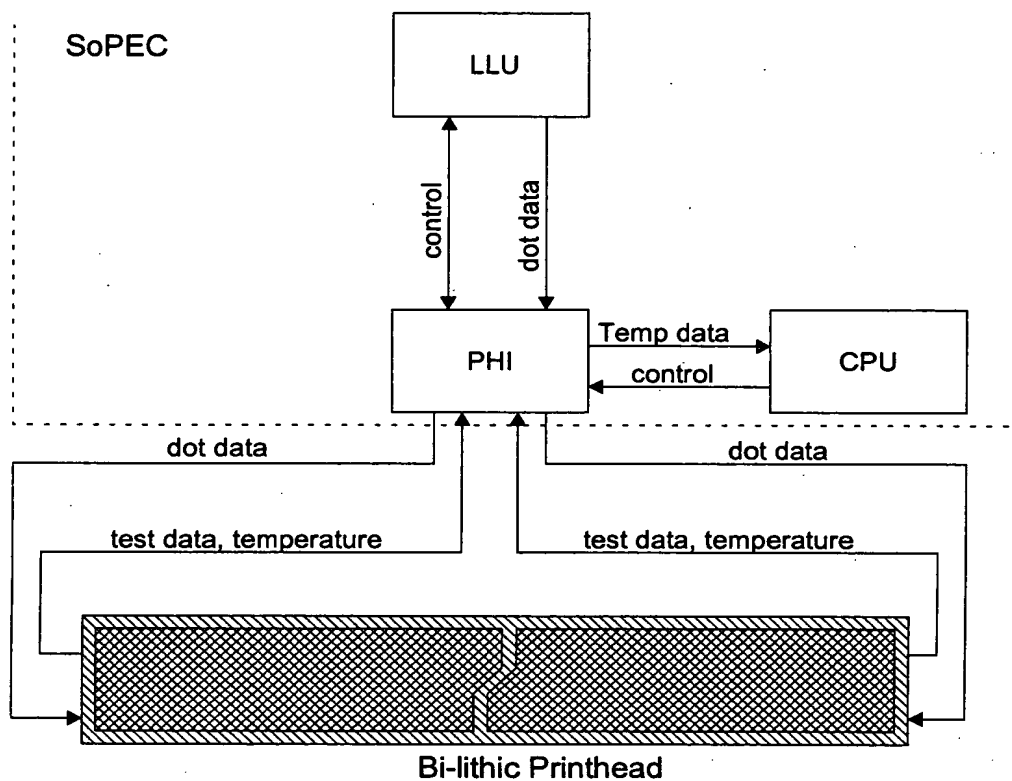 SoPEC
LLU
control
dot data
PHI
Temp data
control
CPU
dot data
dot data
test data, temperature
test data, temperature
Bi-lithic Printhead